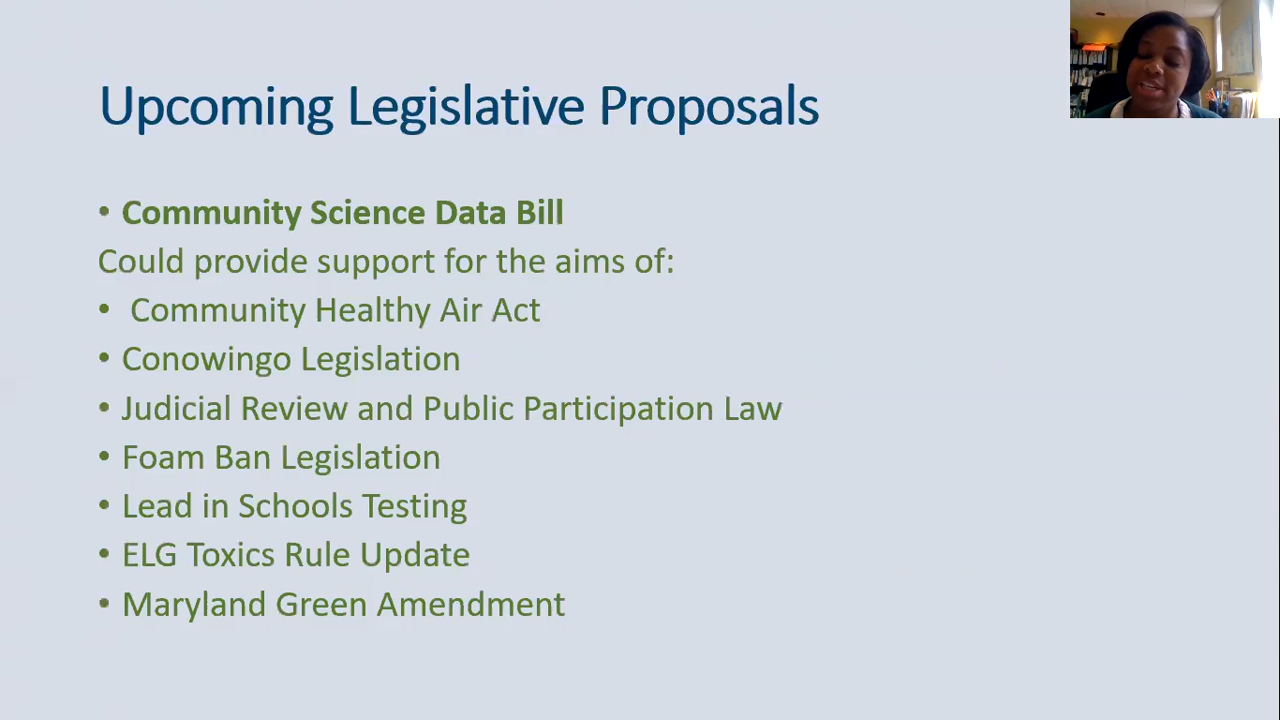 Upcoming Legislative Proposals
• Community Science Data Bill
Could provide support for the aims of:
• Community Healthy Air Act
• Conowingo Legislation
• Judicial Review and Public Participation Law
• Foam Ban Legislation
• Lead in Schools Testing
• ELG Toxics Rule Update
• Maryland Green Amendment